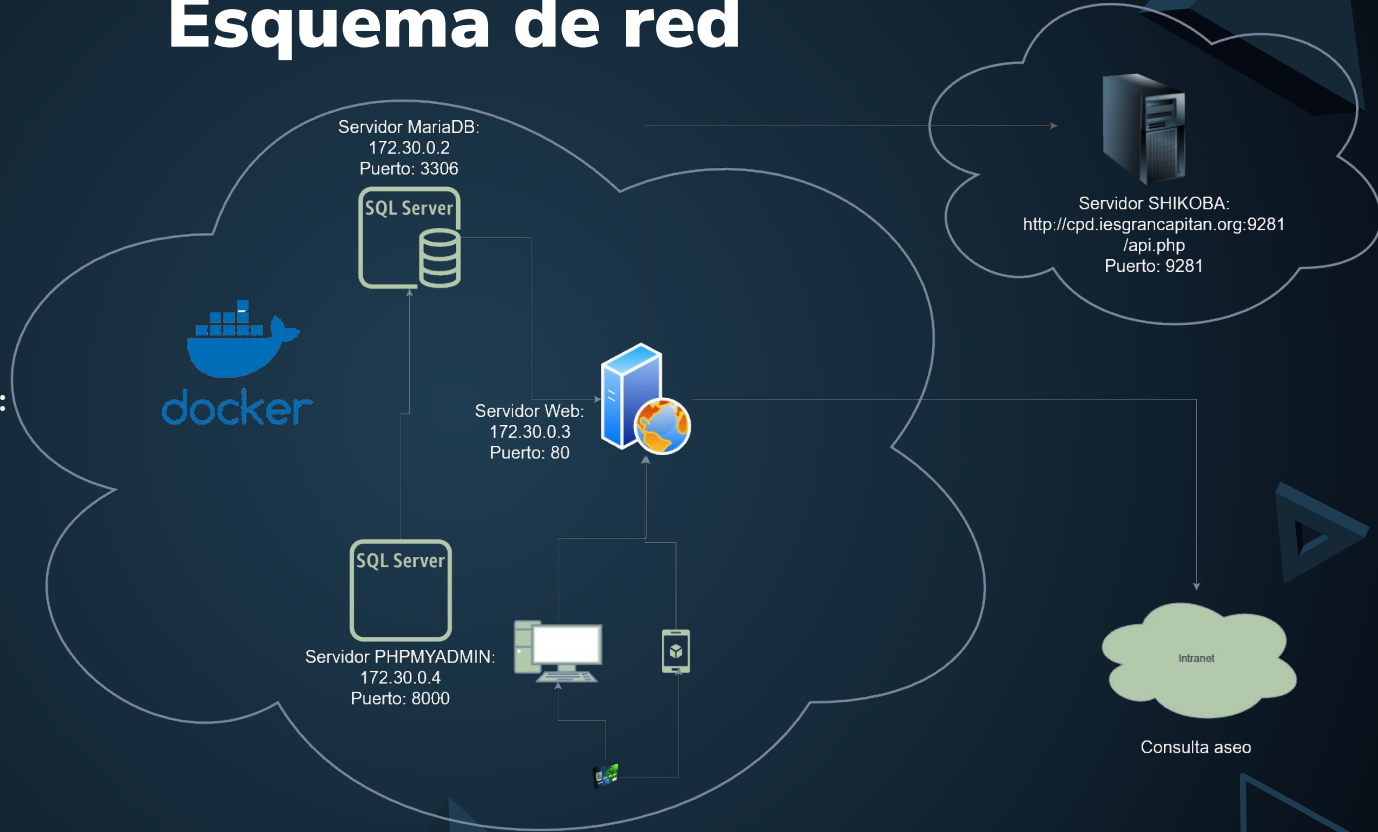 Esquema de red
Servidor MariaDB:
172.30.0.2
Puerto: 3306
SQL Server
Servidor SHIKOBA:
http://cpd.iesgrancapitan.org:9281
/api.php
Puerto: 9281
docker
:
Servidor Web:
172.30.0.3
Puerto: 80
SQL Server
Servidor PHPMYADMIN:
172.30.0.4
Puerto: 8000
Intranet
Consulta aseo